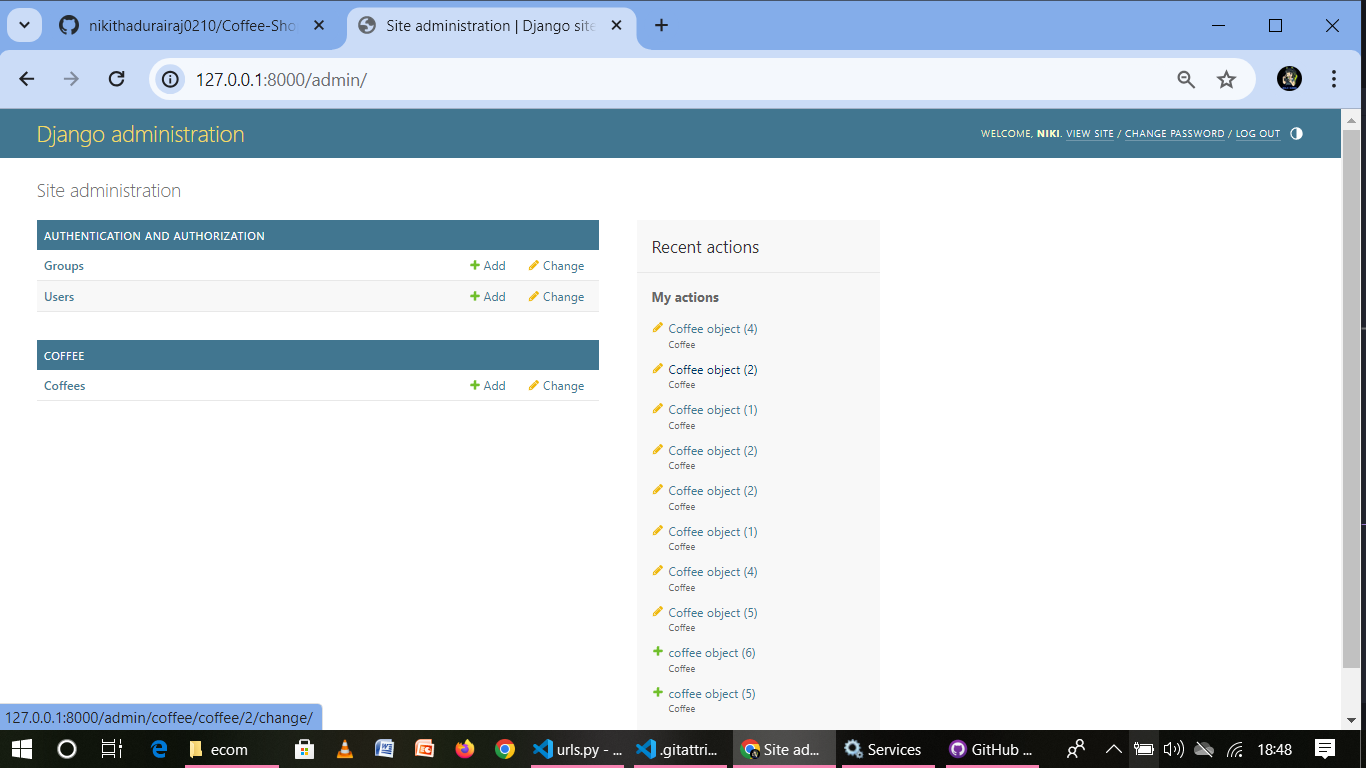 nikithadurairaj0210/Coffee-Sho
Site administration | Django site
127.0.0.1:8000/admin/
Django administration
WELCOME, NIKI. VIEW SITE / CHANGE PASSWORD / LOG OUT
Site administration
AUTHENTICATION AND AUTHORIZATION
Groups Add Change
Users Add Change
COFFEE
Coffees Add Change
Recent actions
My actions
Coffee object (4)
Coffee
Coffee object (2)
Coffee
Coffee object (1)
Coffee
Coffee object (2)
Coffee
Coffee object (2)
Coffee
Coffee object (1)
Coffee
Coffee object (4)
Coffee
Coffee object (5)
Coffee
coffee object (6)
Coffee
coffee object (5)
Coffee
127.0.0.1:8000/admin/coffee/coffee/2/change/
ecom urls.py - ... .gitattri... Site ad... Services GitHub ... 18:48